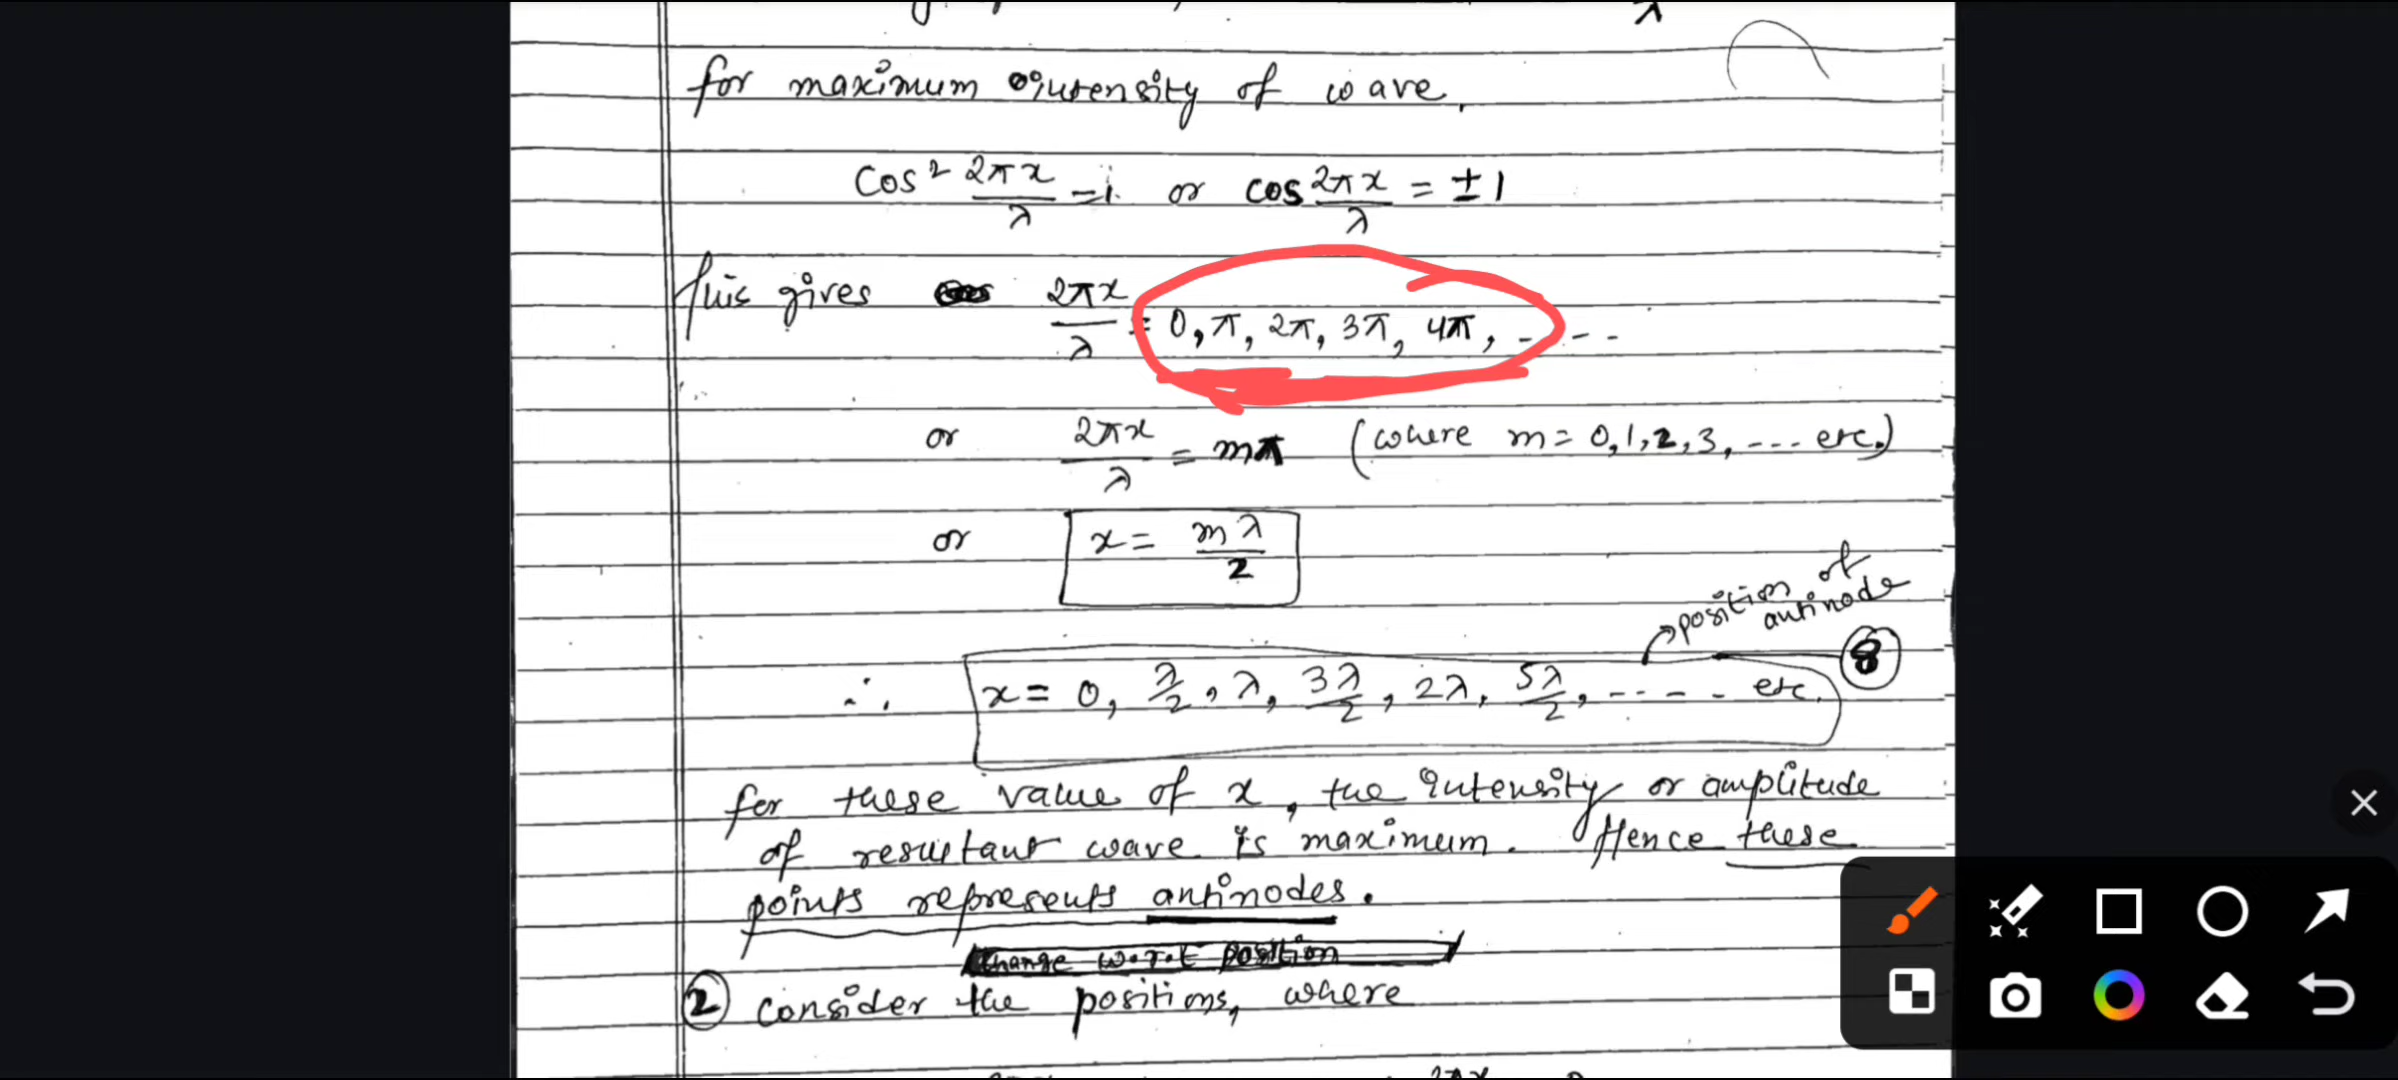 λ
for maximum intensity of wave,
Cos² 2πx/λ = 1. or cos 2πx/λ = ± 1
This gives 2πx/λ = 0, π, 2π, 3π, 4π, - - - -
or 2πx/λ = mπ (where m = 0,1,2,3, --- etc.)
or x = mλ/2
position of
antinode
∴ x = 0, λ/2, λ, 3λ/2, 2λ, 5λ/2, - - - - - etc. 8
for these value of x, the intensity or amplitude
of resultant wave is maximum. Hence these
points represents antinodes.
Change w.r.t position
2 consider the positions, where